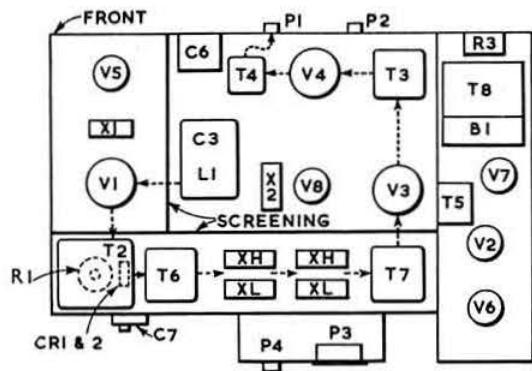 FRONT
P1
P2
C6
R3
V5
T4
V4
T3
T8
X1
C3
B1
L1
V1
X2
V8
V3
V7
T5
SCREENING
V2
T2
R1
T6
XH
XH
XL
XL
T7
V6
CR1 & 2
C7
P4
P3